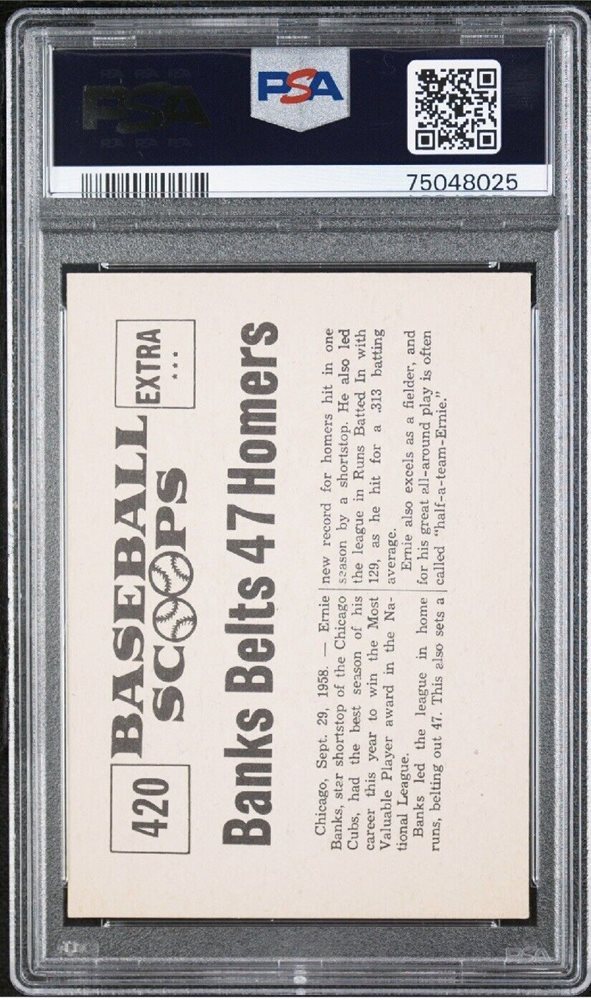 PSA
PSA
75048025
420
BASEBALL
SCOOPS
EXTRA
Banks Belts 47 Homers
Chicago, Sept. 29, 1958. — Ernie
Banks, star shortstop of the Chicago
Cubs, had the best season of his
career this year to win the Most
Valuable Player award in the Na-
tional League.
Banks led the league in home
runs, belting out 47. This also sets a
new record for homers hit in one
season by a shortstop. He also led
the league in Runs Batted In with
129, as he hit for a .313 batting
average.
Ernie also excels as a fielder, and
for his great all-around play is often
called "half-a-team-Ernie."
PSA